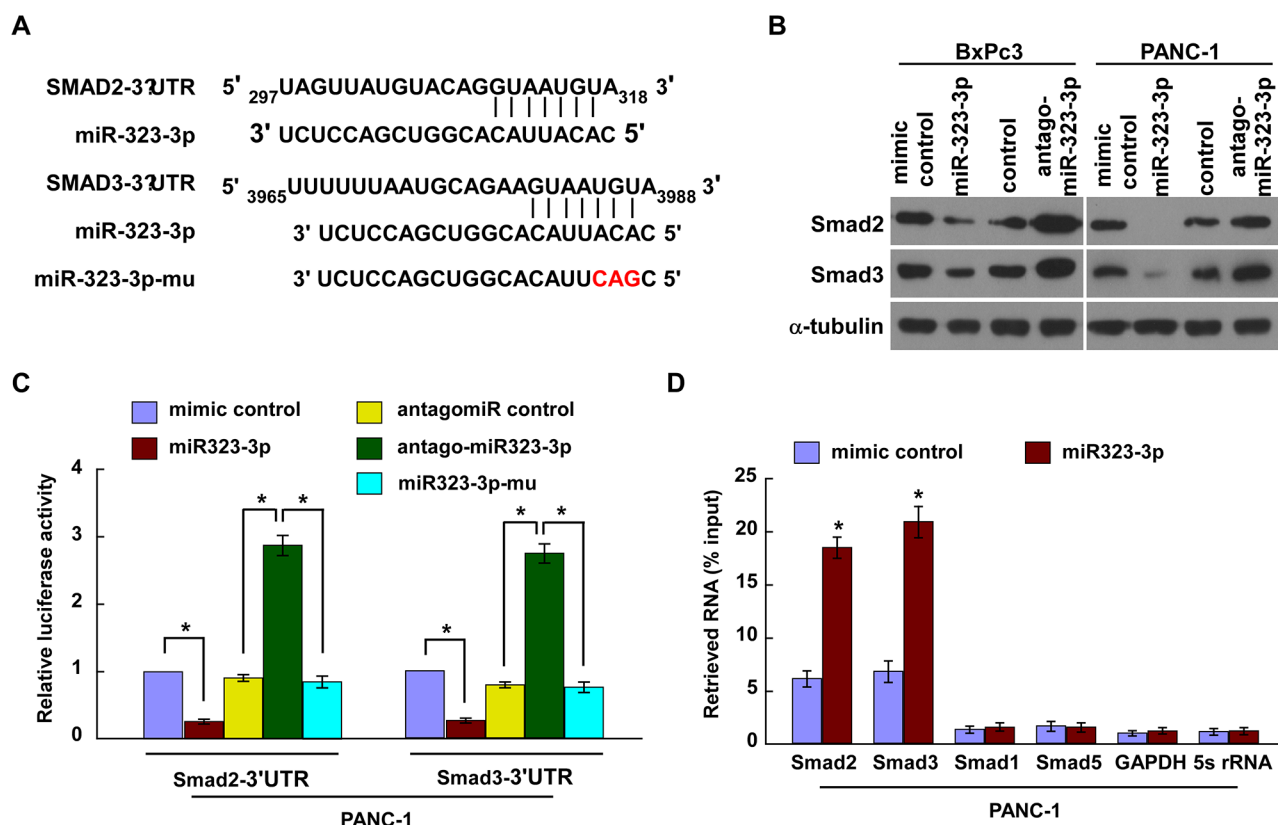 A
SMAD2-3'UTR 5' 297UAGUUAUGUACAGGUAAUGUA318 3'
miR-323-3p 3' UCUCCAGCUGGCACAUUACAC 5'
SMAD3-3'UTR 5' 3965UUUUUUAAUGCAGAAGUAAUGUA3988 3'
miR-323-3p 3' UCUCCAGCUGGCACAUUACAC 5'
miR-323-3p-mu 3' UCUCCAGCUGGCACAUUCAGC 5'
B
BxPc3 PANC-1
mimic control
miR-323-3p
control
antago-miR-323-3p
mimic control
miR-323-3p
control
antago-miR-323-3p
Smad2
Smad3
α-tubulin
C
mimic control
miR323-3p
antagomiR control
antago-miR323-3p
miR323-3p-mu
Relative luciferase activity
4
3
2
1
0
* * * * * *
Smad2-3'UTR Smad3-3'UTR
PANC-1
D
mimic control miR323-3p
Retrieved RNA (% input)
25
20
15
10
5
0
* *
Smad2 Smad3 Smad1 Smad5 GAPDH 5s rRNA
PANC-1